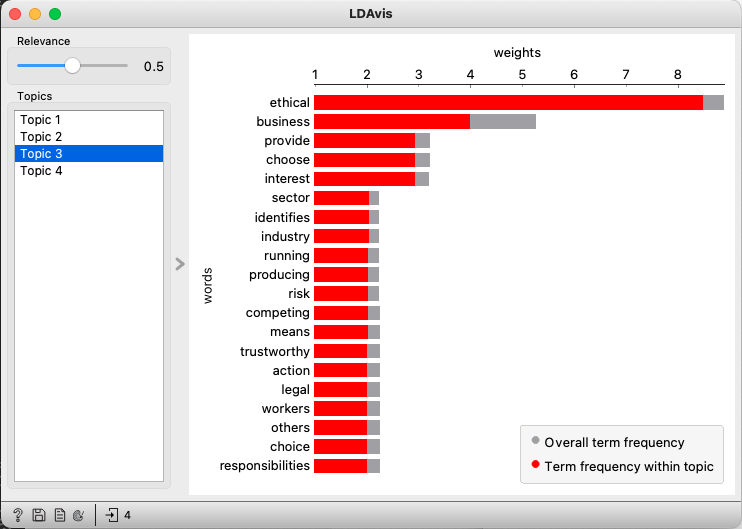 LDAvis
Relevance
0.5
Topics
Topic 1
Topic 2
Topic 3
Topic 4
weights
1 2 3 4 5 6 7 8
words
ethical
business
provide
choose
interest
sector
identifies
industry
running
producing
risk
competing
means
trustworthy
action
legal
workers
others
choice
responsibilities
Overall term frequency
Term frequency within topic
? 4